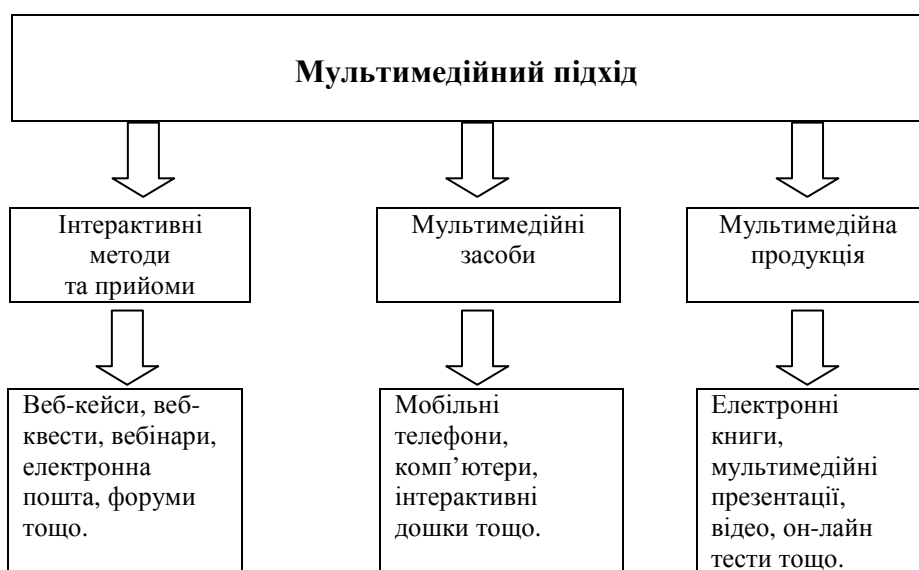 Мультимедійний підхід
Інтерактивні
методи
та прийоми
Мультимедійні
засоби
Мультимедійна
продукція
Веб-кейси, веб-
квести, вебінари,
електронна
пошта, форуми
тощо.
Мобільні
телефони,
комп’ютери,
інтерактивні
дошки тощо.
Електронні
книги,
мультимедійні
презентації,
відео, он-лайн
тести тощо.